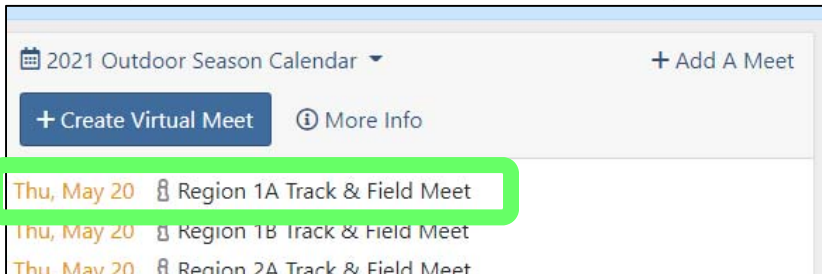 2021 Outdoor Season Calendar + Add A Meet
+ Create Virtual Meet More Info
Thu, May 20 Region 1A Track & Field Meet
Thu, May 20 Region 1B Track & Field Meet
Thu, May 20 Region 2A Track & Field Meet